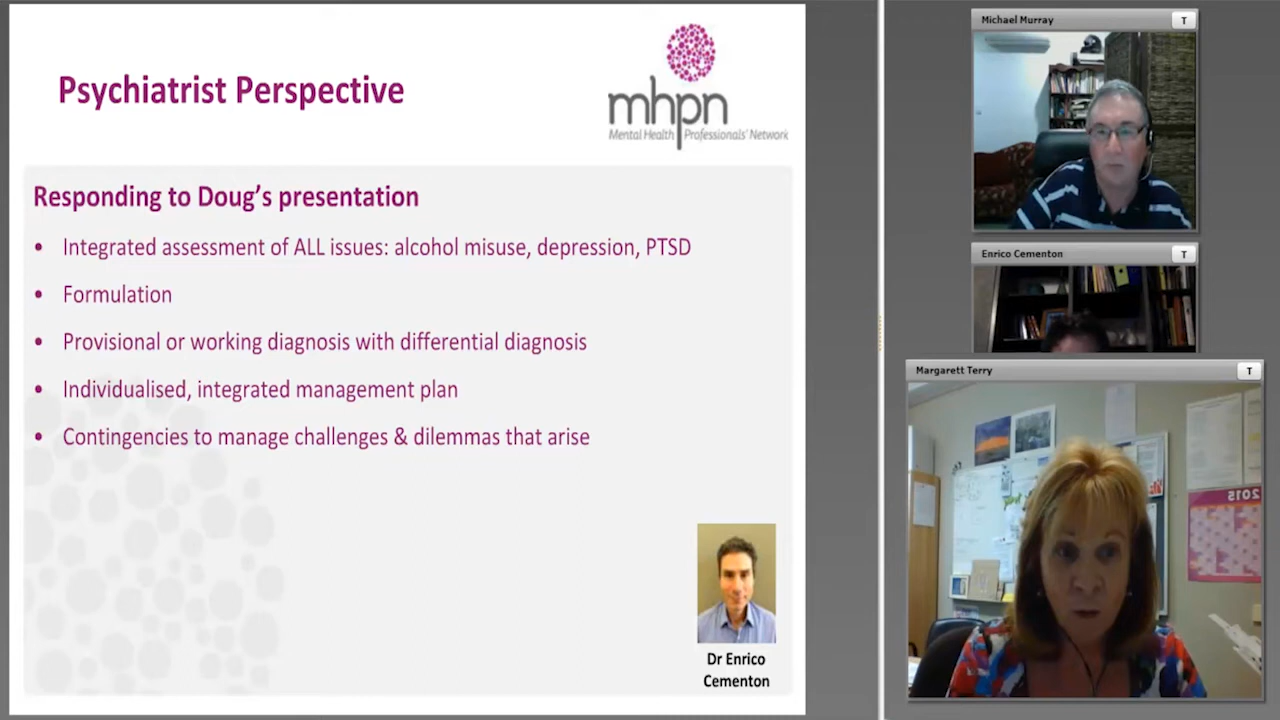 Psychiatrist Perspective
mhpn
Mental Health Professionals' Network
Responding to Doug's presentation
• Integrated assessment of ALL issues: alcohol misuse, depression, PTSD
• Formulation
• Provisional or working diagnosis with differential diagnosis
• Individualised, integrated management plan
• Contingencies to manage challenges & dilemmas that arise
Dr Enrico
Cementon
Michael Murray
T
Enrico Cementon
T
Margarett Terry
T
2015